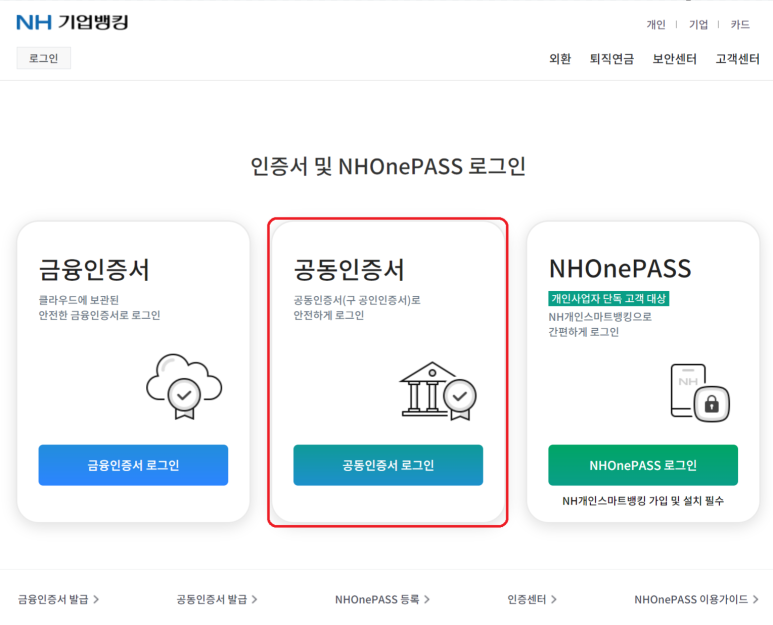 NH 기업뱅킹
개인 | 기업 | 카드
로그인
외환 퇴직연금 보안센터 고객센터
인증서 및 NHOnePASS 로그인
금융인증서
클라우드에 보관된
안전한 금융인증서로 로그인
금융인증서 로그인
공동인증서
공동인증서(구 공인인증서)로
안전하게 로그인
공동인증서 로그인
NHOnePASS
개인사업자 단독 고객 대상
NH개인스마트뱅킹으로
간편하게 로그인
NH
NHOnePASS 로그인
NH개인스마트뱅킹 가입 및 설치 필수
금융인증서 발급 >
공동인증서 발급 >
NHOnePASS 등록 >
인증센터 >
NHOnePASS 이용가이드 >